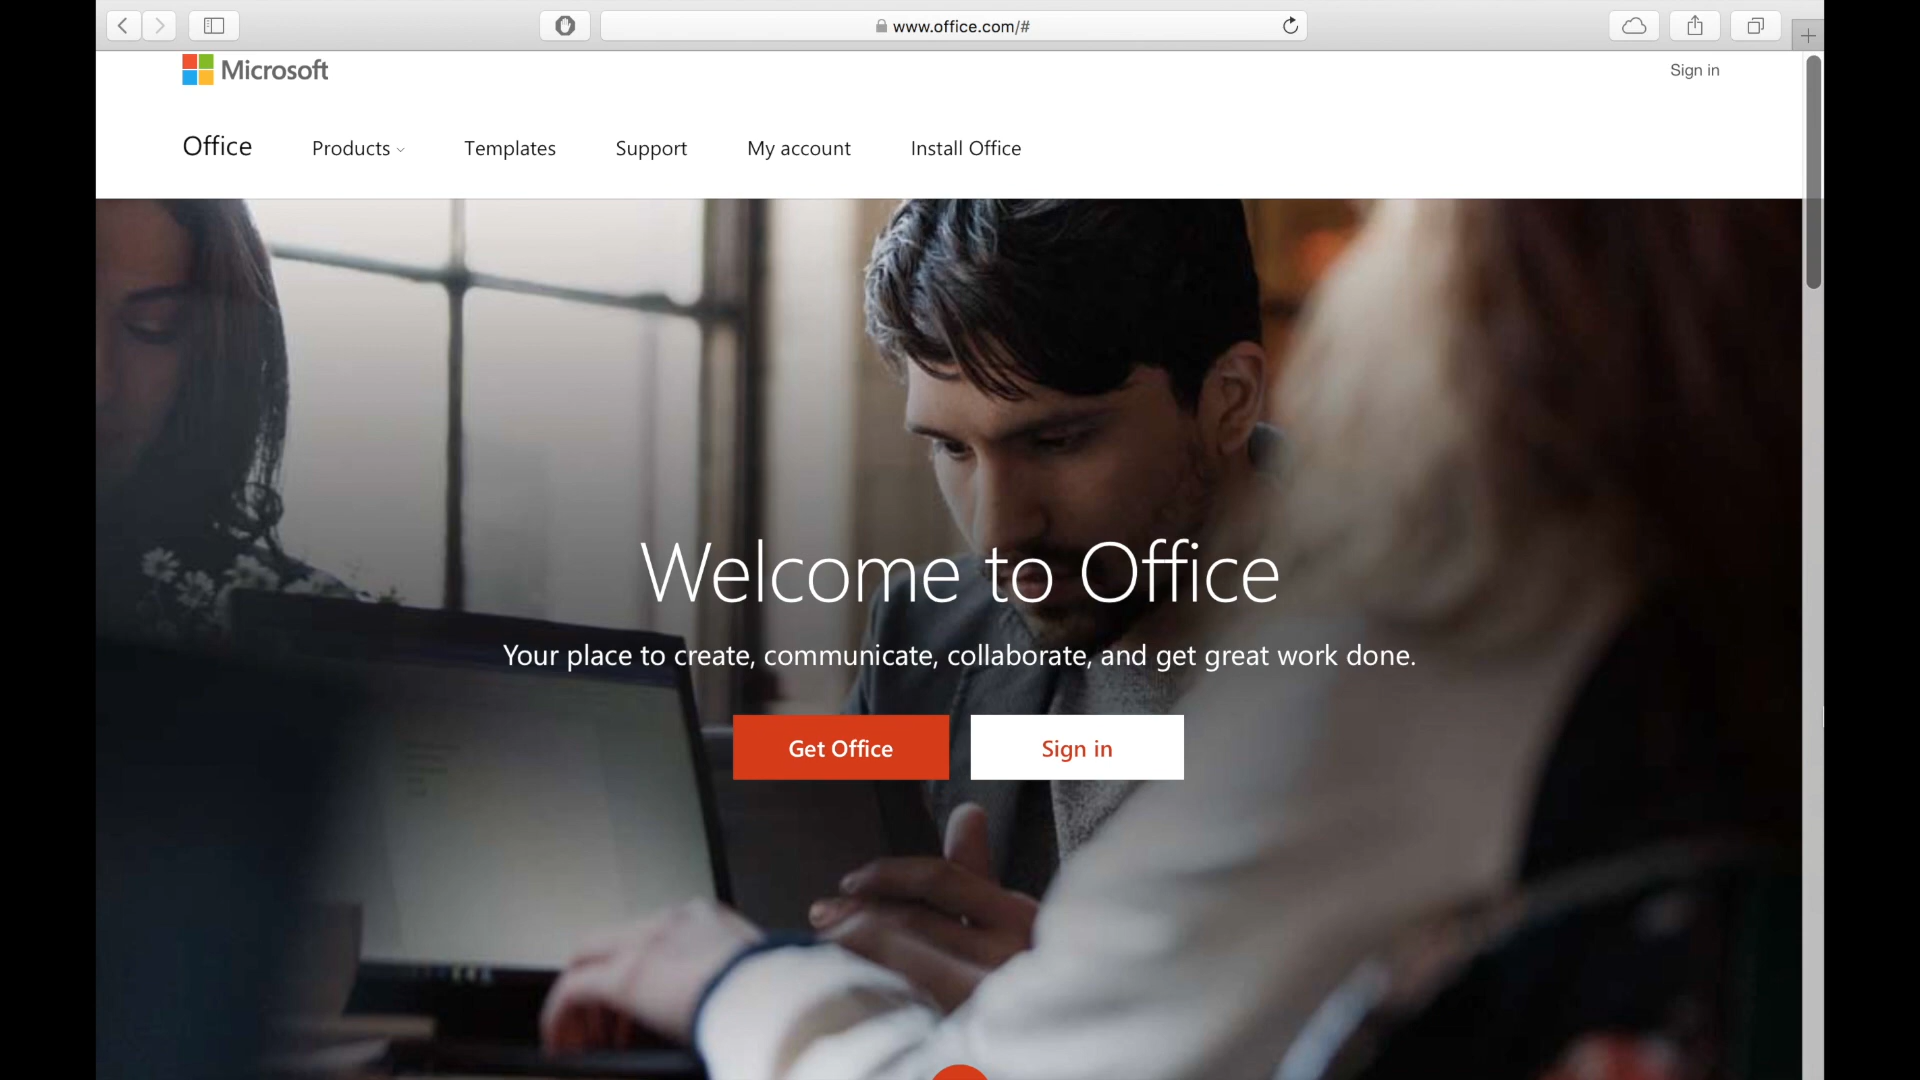 www.office.com/#
Microsoft
Sign in
Office Products Templates Support My account Install Office
Welcome to Office
Your place to create, communicate, collaborate, and get great work done.
Get Office Sign in